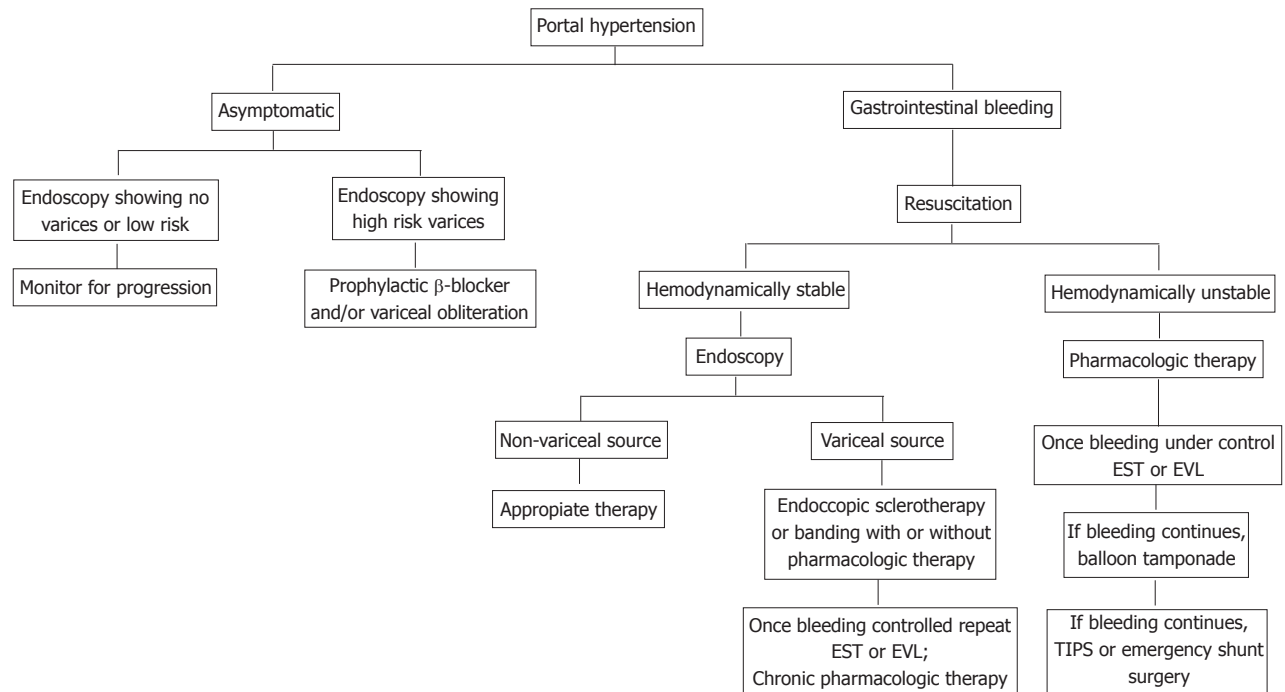 Portal hypertension
Asymptomatic
Gastrointestinal bleeding
Endoscopy showing no
varices or low risk
Endoscopy showing
high risk varices
Resuscitation
Monitor for progression
Prophylactic β-blocker
and/or variceal obliteration
Hemodynamically stable
Hemodynamically unstable
Endoscopy
Pharmacologic therapy
Non-variceal source
Variceal source
Once bleeding under control
EST or EVL
Appropiate therapy
Endoccopic sclerotherapy
or banding with or without
pharmacologic therapy
If bleeding continues,
balloon tamponade
Once bleeding controlled repeat
EST or EVL;
Chronic pharmacologic therapy
If bleeding continues,
TIPS or emergency shunt
surgery